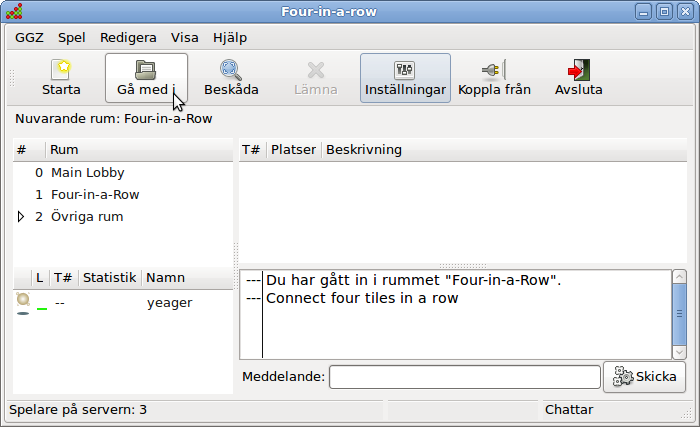 Four-in-a-row
GGZ Spel Redigera Visa Hjälp
Starta Gå med i Beskåda Lämna Inställningar Koppla från Avsluta
Nuvarande rum: Four-in-a-Row
# Rum
0 Main Lobby
1 Four-in-a-Row
2 Övriga rum
T# Platser Beskrivning
L T# Statistik Namn
-- yeager
--- Du har gått in i rummet "Four-in-a-Row".
--- Connect four tiles in a row
Meddelande: Skicka
Spelare på servern: 3 Chattar